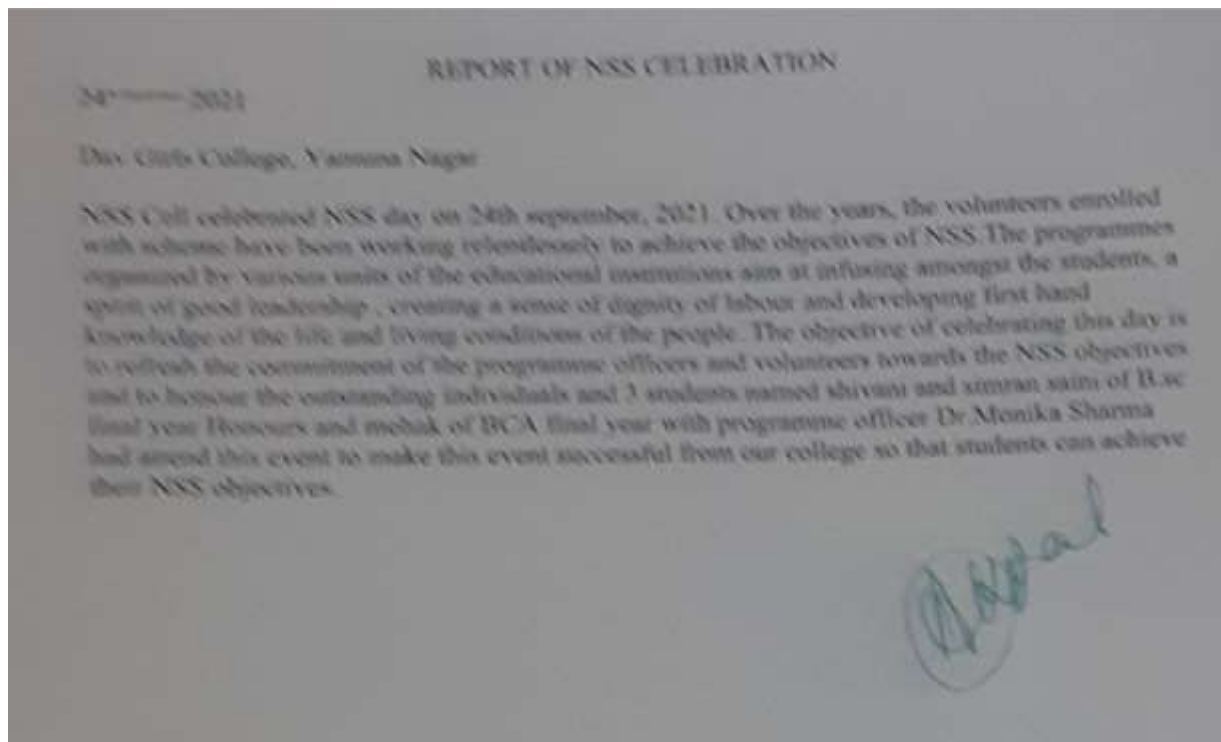 REPORT OF NSS CELEBRATION
2021
Dav Girls College, Yamuna Nagar
NSS Cell celebrated NSS day on 24th september, 2021. Over the years, the volunteers enrolled
with scheme have been working relentlessly to achieve the objectives of NSS.The programmes
organized by various units of the educational institutions aim at infusing amongst the students, a
spirit of good leadership , creating a sense of dignity of labour and developing first hand
knowledge of the life and living conditions of the people. The objective of celebrating this day is
to refresh the commitment of the programme officers and volunteers towards the NSS objectives
and to honour the outstanding individuals and 3 students named shivani and simran saini of B.sc
final year Honours and mehak of BCA final year with programme officer Dr.Monika Sharma
had attend this event to make this event successful from our college so that students can achieve
their NSS objectives.